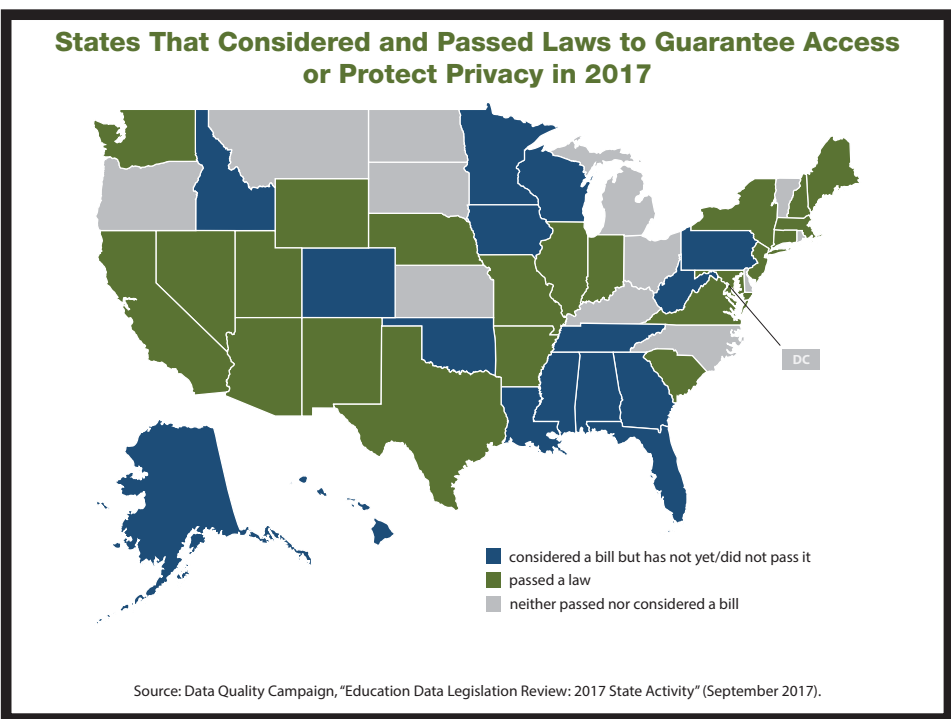 States That Considered and Passed Laws to Guarantee Access
or Protect Privacy in 2017
DC
considered a bill but has not yet/did not pass it
passed a law
neither passed nor considered a bill
Source: Data Quality Campaign, “Education Data Legislation Review: 2017 State Activity” (September 2017).